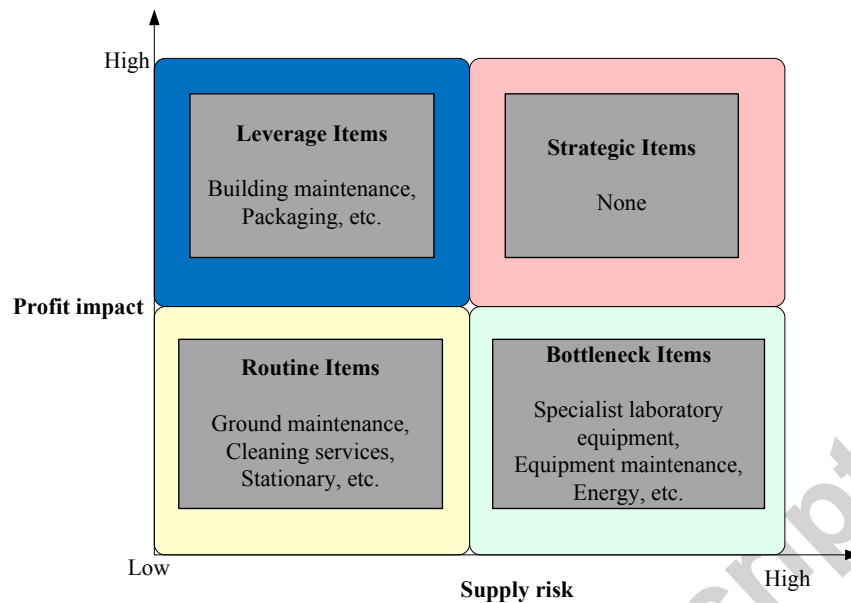 High
Leverage Items
Building maintenance,
Packaging, etc.
Strategic Items
None
Profit impact
Routine Items
Ground maintenance,
Cleaning services,
Stationary, etc.
Bottleneck Items
Specialist laboratory
equipment,
Equipment maintenance,
Energy, etc.
Low
Supply risk
High
cript